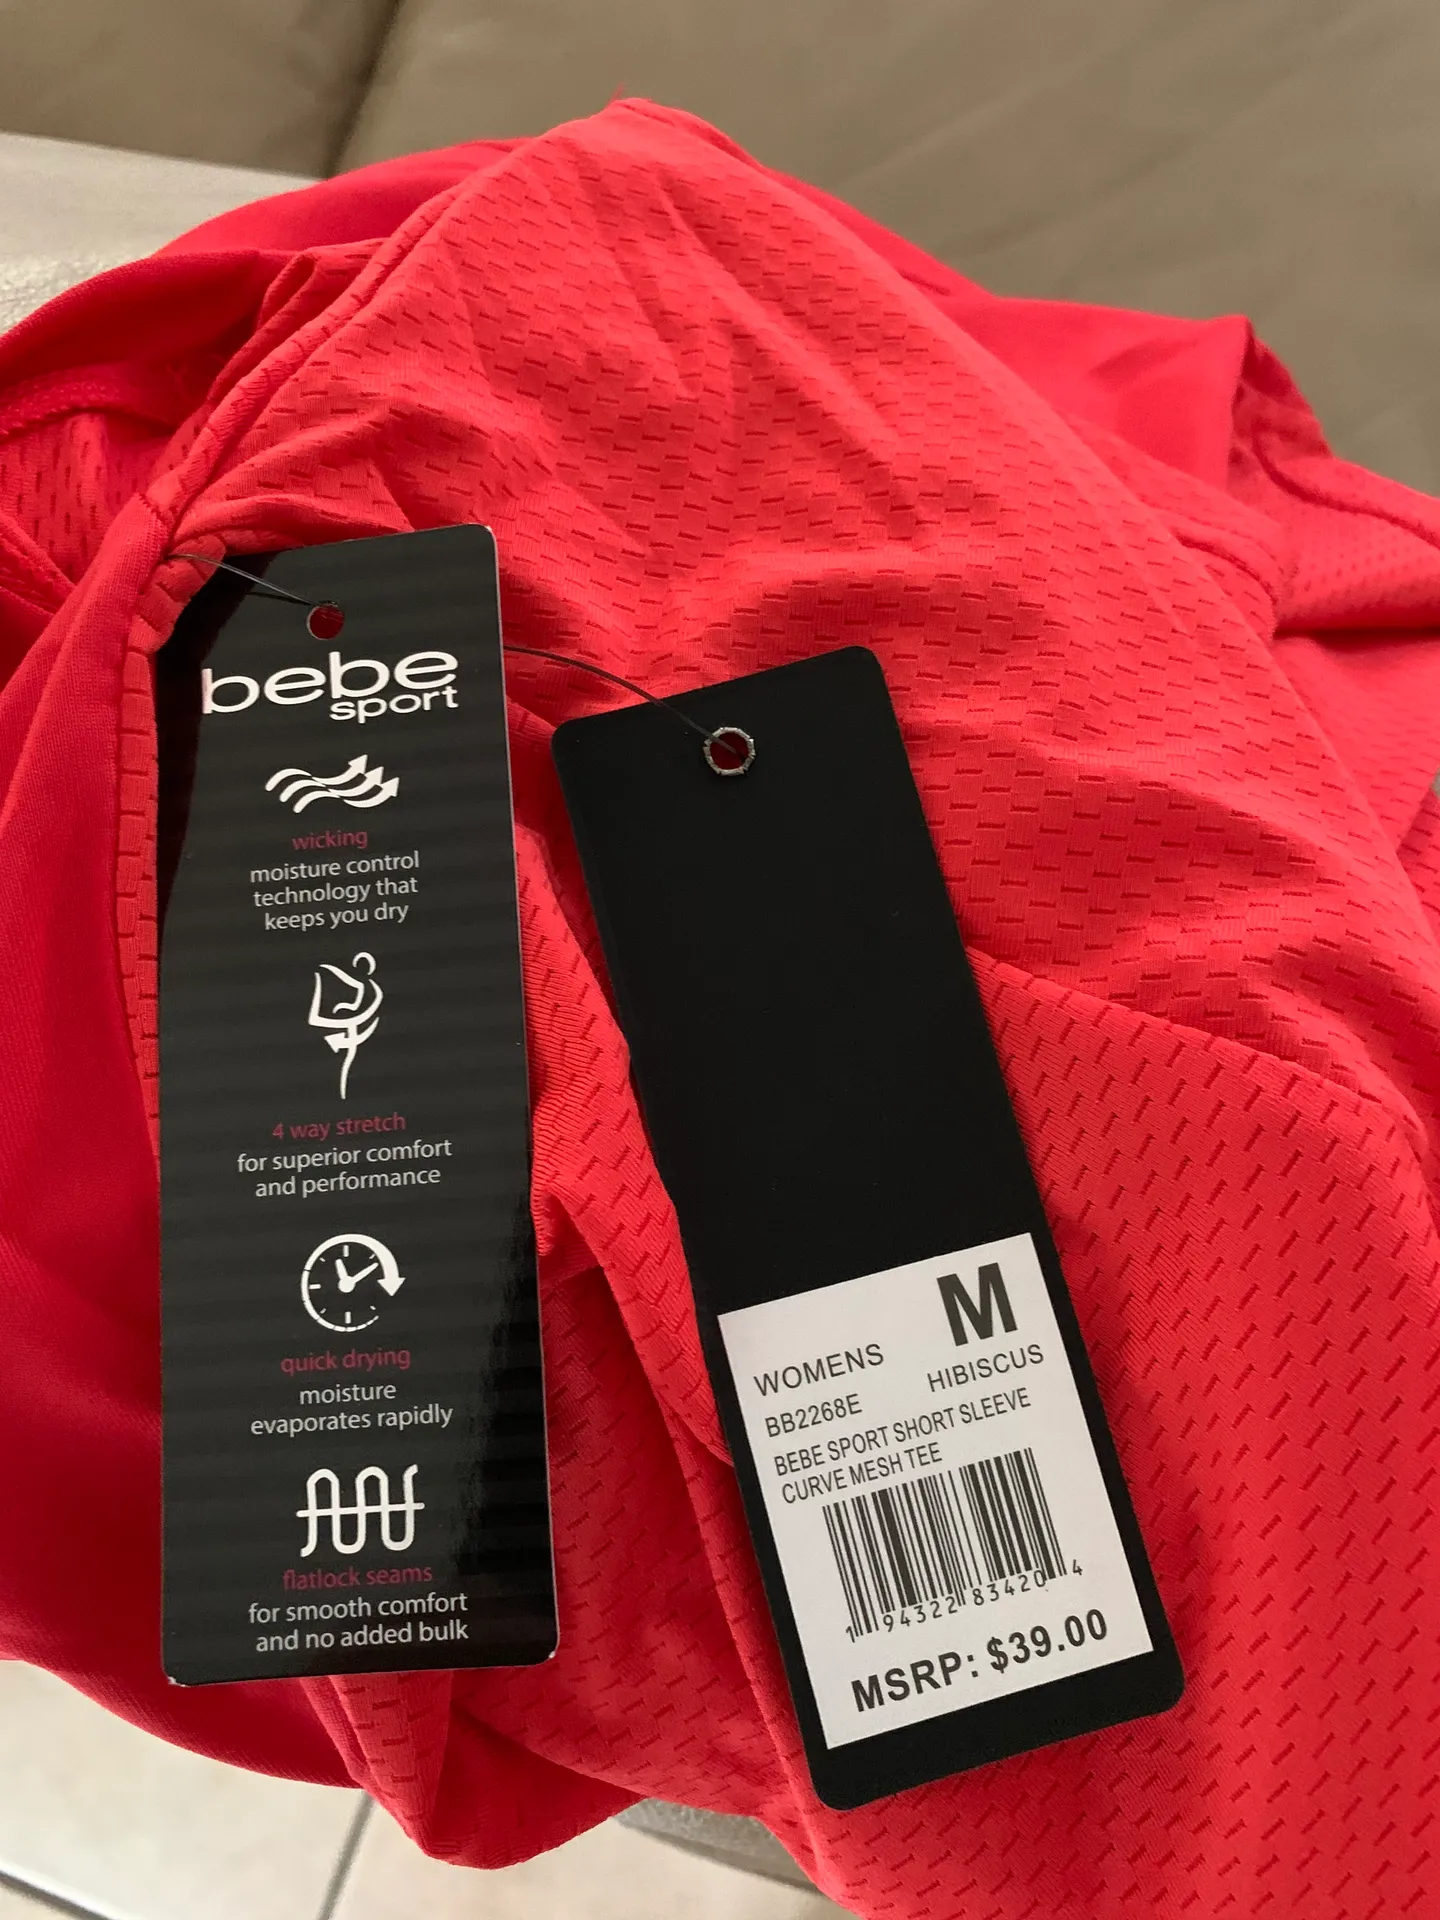 bebe
sport
wicking
moisture control
technology that
keeps you dry
4 way stretch
for superior comfort
and performance
quick drying
moisture
evaporates rapidly
flatlock seams
for smooth comfort
and no added bulk
M
WOMENS
HIBISCUS
BB2268E
BEBE SPORT SHORT SLEEVE
CURVE MESH TEE
1 94322 83420 4
MSRP: $39.00